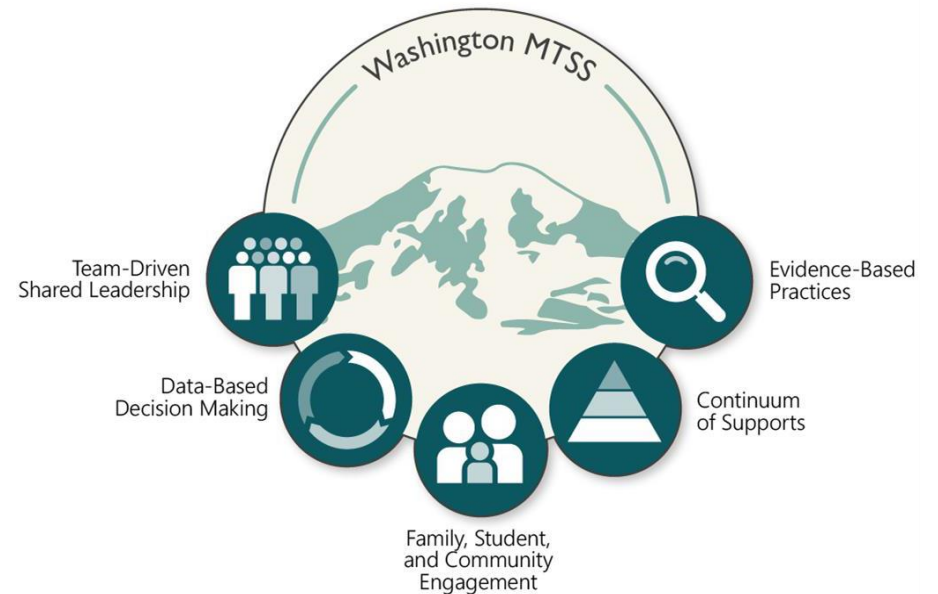 Washington MTSS
Team-Driven
Shared Leadership
Evidence-Based
Practices
Data-Based
Decision Making
Continuum
of Supports
Family, Student,
and Community
Engagement